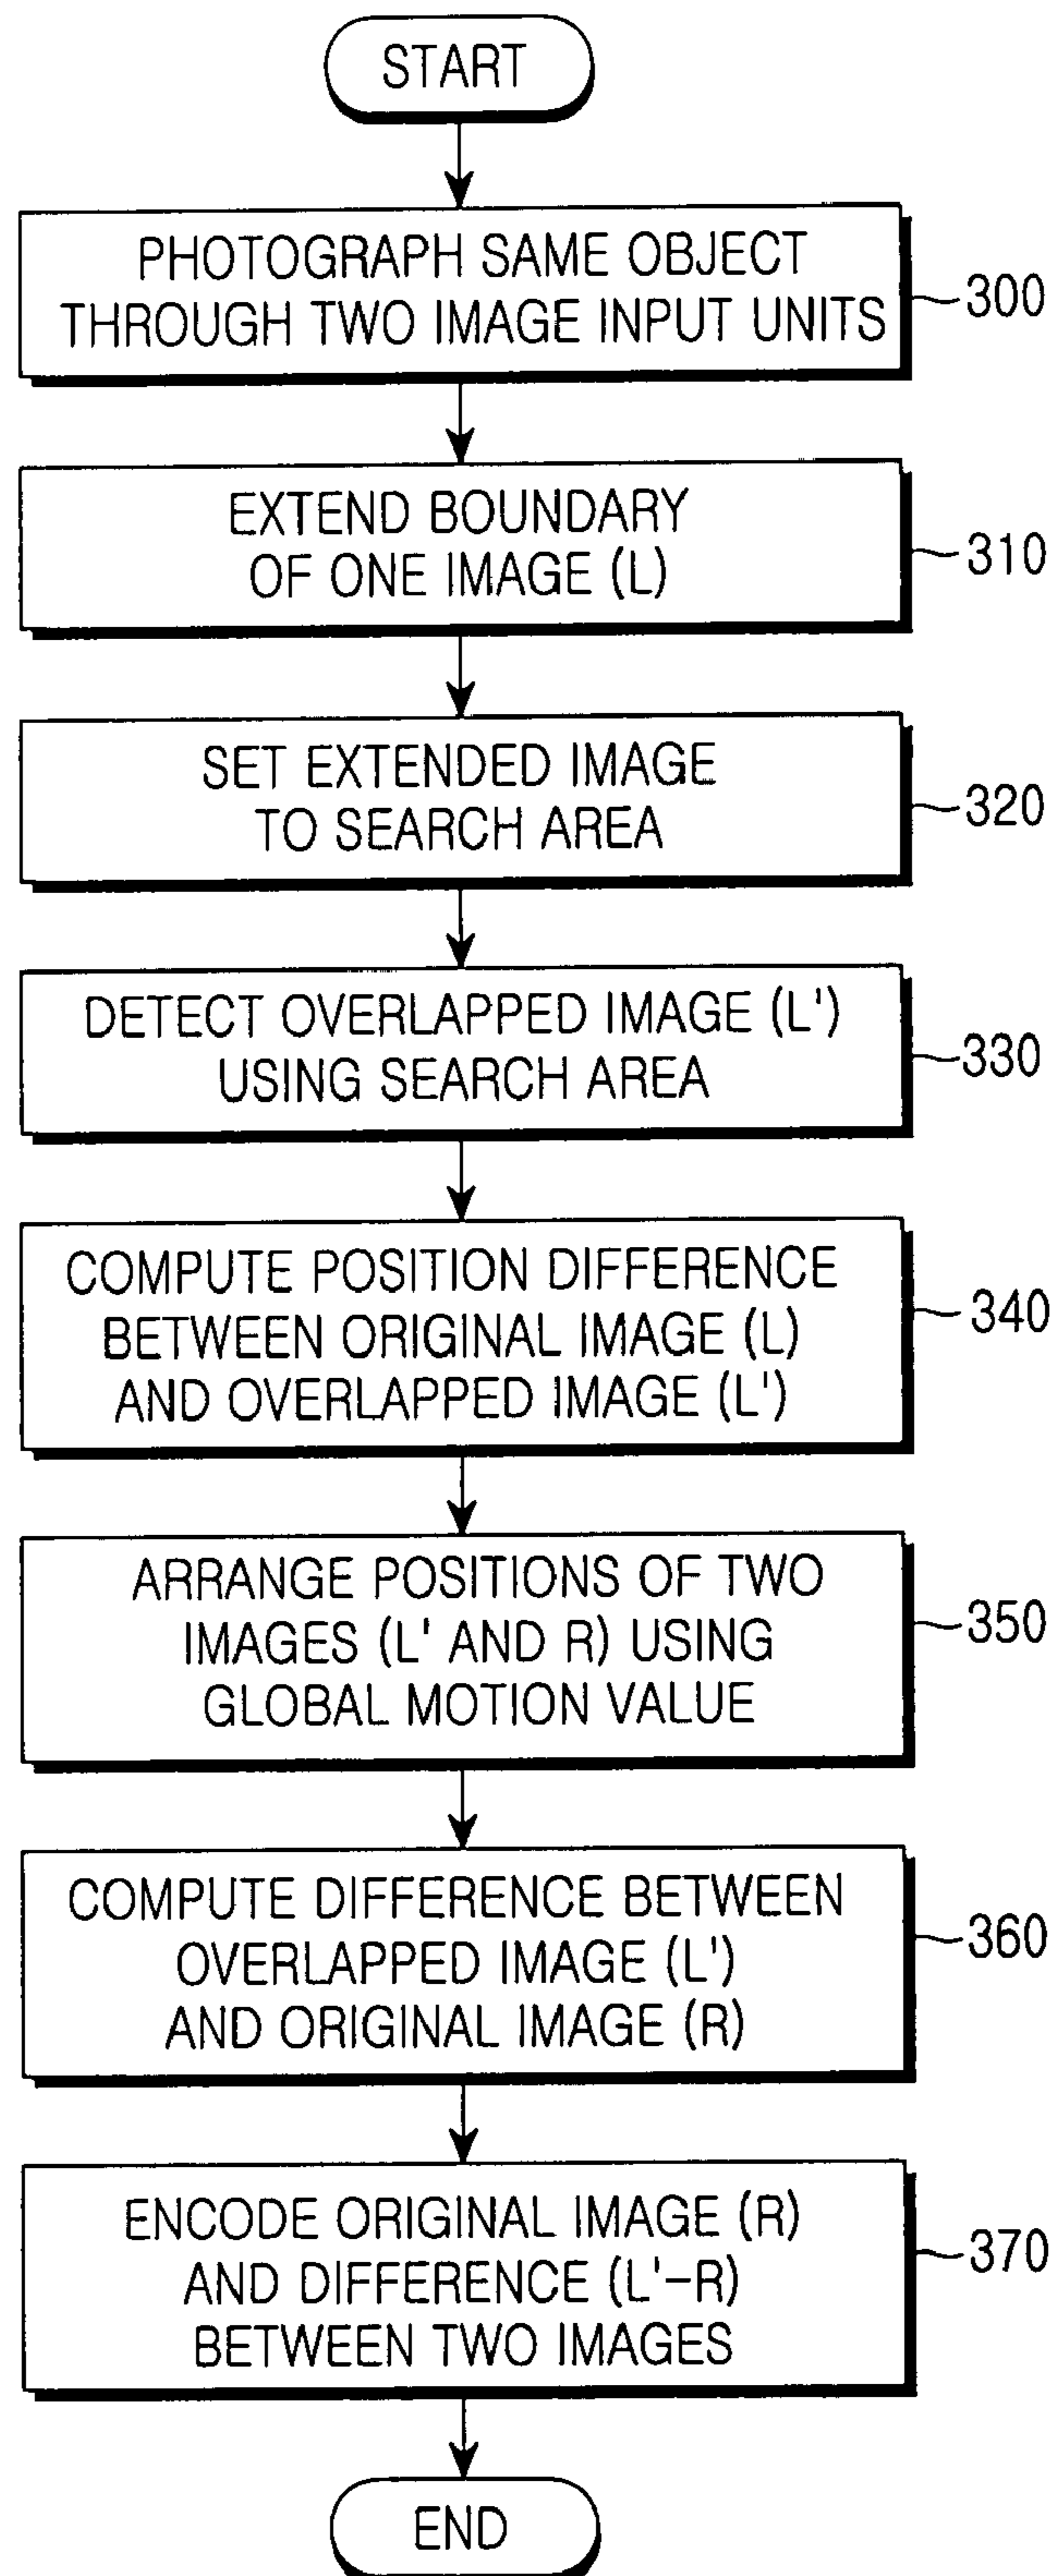 START
PHOTOGRAPH SAME OBJECT
THROUGH TWO IMAGE INPUT UNITS
300
EXTEND BOUNDARY
OF ONE IMAGE (L)
310
SET EXTENDED IMAGE
TO SEARCH AREA
320
DETECT OVERLAPPED IMAGE (L')
USING SEARCH AREA
330
COMPUTE POSITION DIFFERENCE
BETWEEN ORIGINAL IMAGE (L)
AND OVERLAPPED IMAGE (L')
340
ARRANGE POSITIONS OF TWO
IMAGES (L' AND R) USING
GLOBAL MOTION VALUE
350
COMPUTE DIFFERENCE BETWEEN
OVERLAPPED IMAGE (L')
AND ORIGINAL IMAGE (R)
360
ENCODE ORIGINAL IMAGE (R)
AND DIFFERENCE (L'-R)
BETWEEN TWO IMAGES
370
END